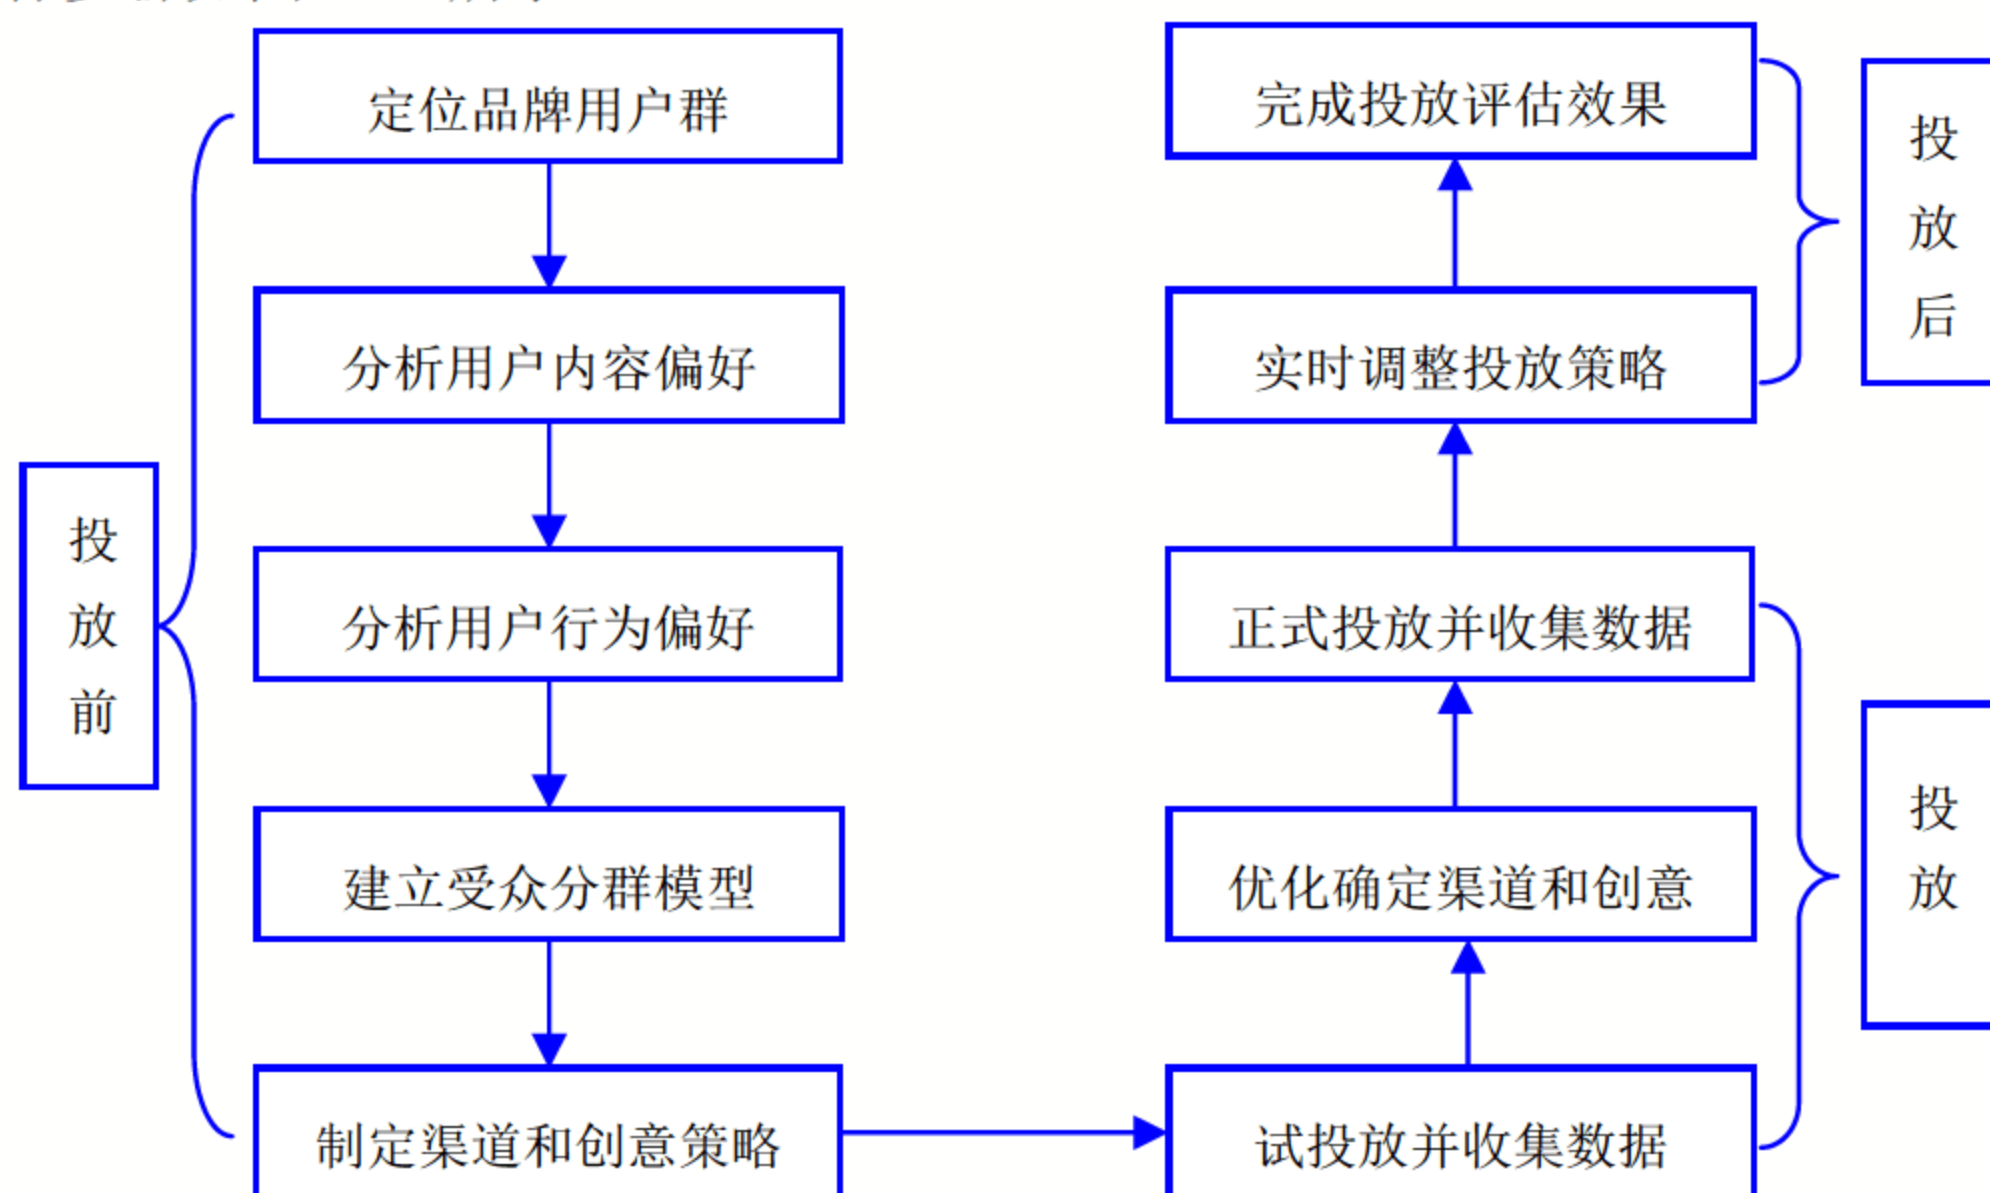 定位品牌用户群
分析用户内容偏好
分析用户行为偏好
建立受众分群模型
制定渠道和创意策略
投
放
前
完成投放评估效果
实时调整投放策略
正式投放并收集数据
优化确定渠道和创意
试投放并收集数据
投
放
后
投
放